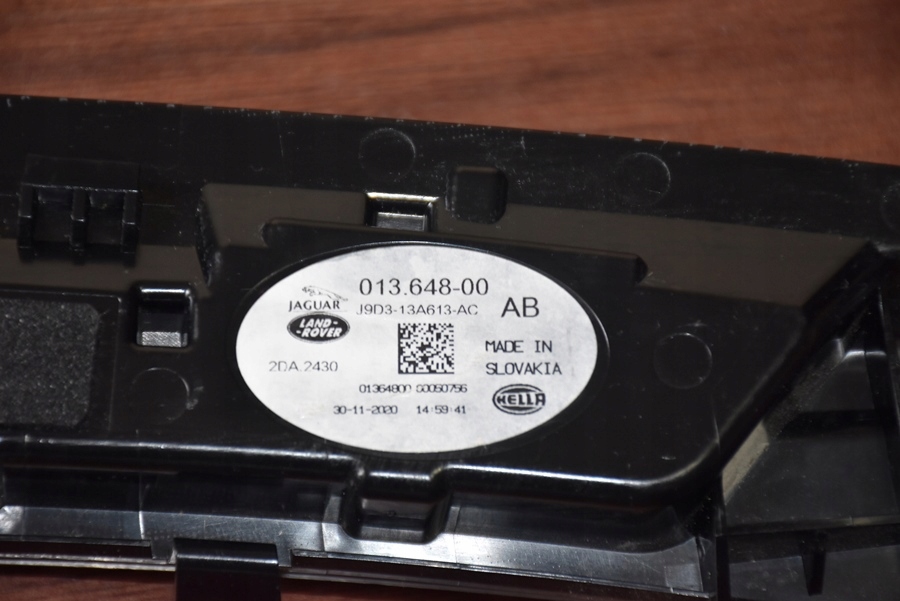 013.648-00
JAGUAR
J9D3-13A613-AC
AB
LAND-
-ROVER
MADE IN
SLOVAKIA
2DA.2430
01364800 S0050756
HELLA
30-11-2020 14:59:41